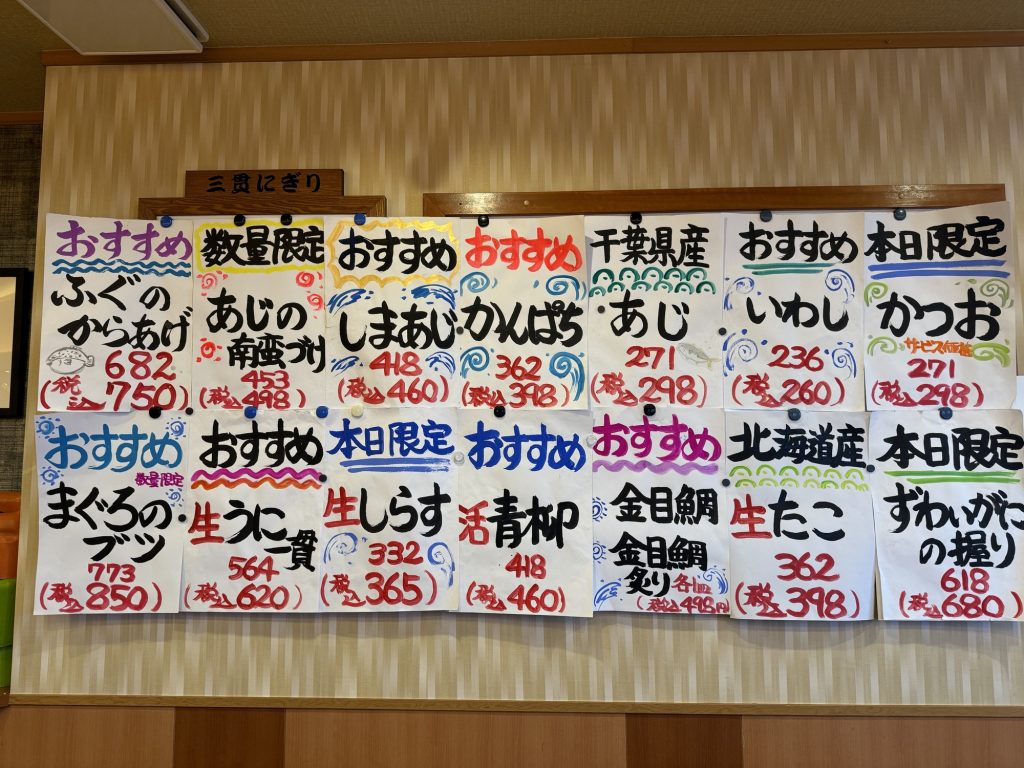 三貫にぎり
おすすめ
ふぐの
からあげ
682
(税込750)
数量限定
あじの
南蛮づけ
453
(税込498)
おすすめ
しまあじ
418
(税込460)
おすすめ
かんぱち
362
(税込398)
千葉県産
あじ
271
(税込298)
おすすめ
いわし
236
(税込260)
本日限定
かつお
サービス価格
271
(税込298)
おすすめ
数量限定
まぐろの
ブツ
773
(税込850)
おすすめ
生うに
一貫
564
(税込620)
本日限定
生しらす
332
(税込365)
おすすめ
活青柳
418
(税込460)
おすすめ
金目鯛
金目鯛
炙り
各1皿
(税込498円)
北海道産
生たこ
362
(税込398)
本日限定
ずわいがに
の握り
618
(税込680)